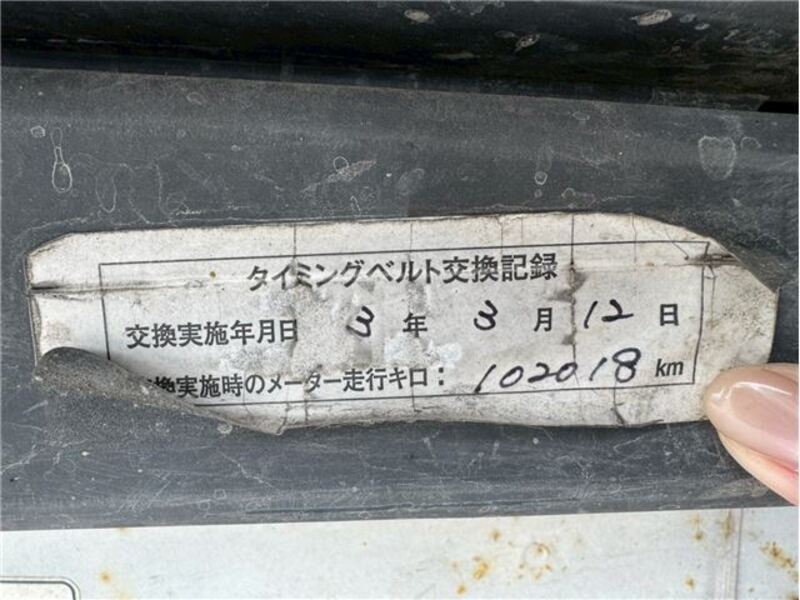 タイミングベルト交換記録
交換実施年月日 3 年 3 月 12 日
換実施時のメーター走行キロ: 102018 km